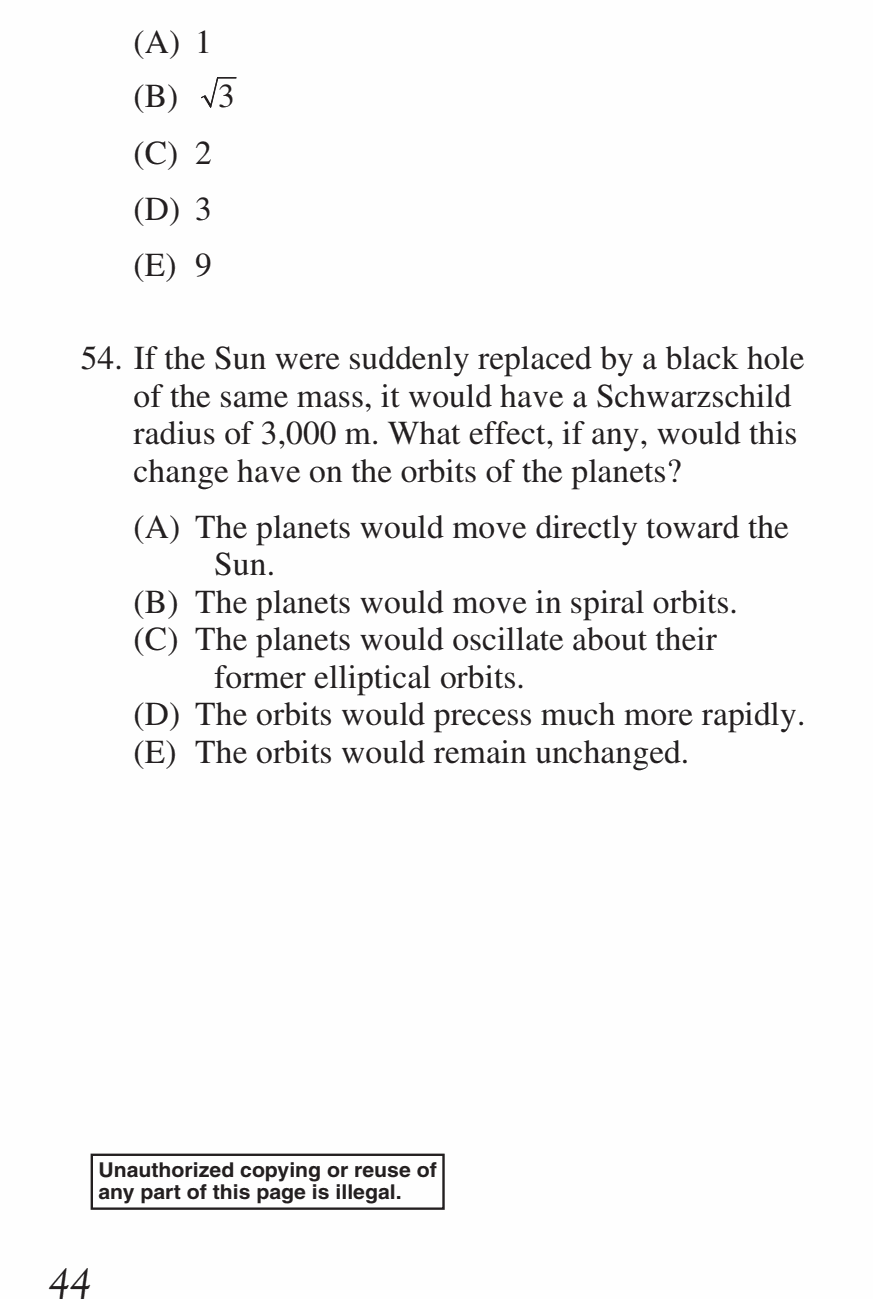 (A) 1
(B) √3
(C) 2
(D) 3
(E) 9
54. If the Sun were suddenly replaced by a black hole
of the same mass, it would have a Schwarzschild
radius of 3,000 m. What effect, if any, would this
change have on the orbits of the planets?
(A) The planets would move directly toward the
Sun.
(B) The planets would move in spiral orbits.
(C) The planets would oscillate about their
former elliptical orbits.
(D) The orbits would precess much more rapidly.
(E) The orbits would remain unchanged.
Unauthorized copying or reuse of
any part of this page is illegal.
44